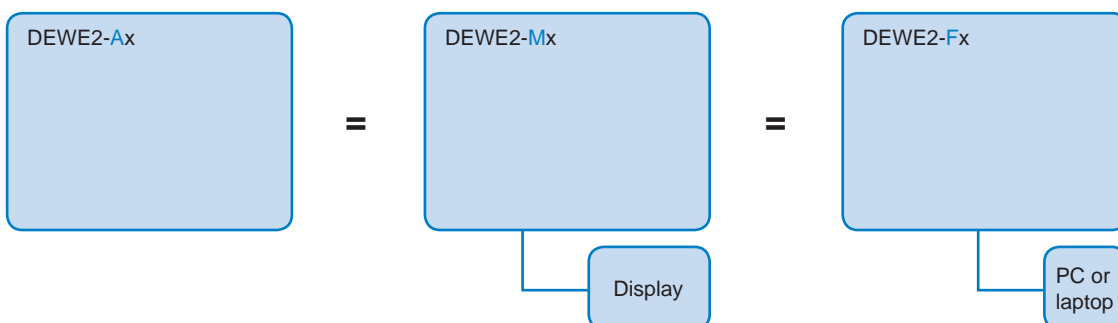 DEWE2-Ax
=
DEWE2-Mx
=
DEWE2-Fx
Display
PC or
laptop